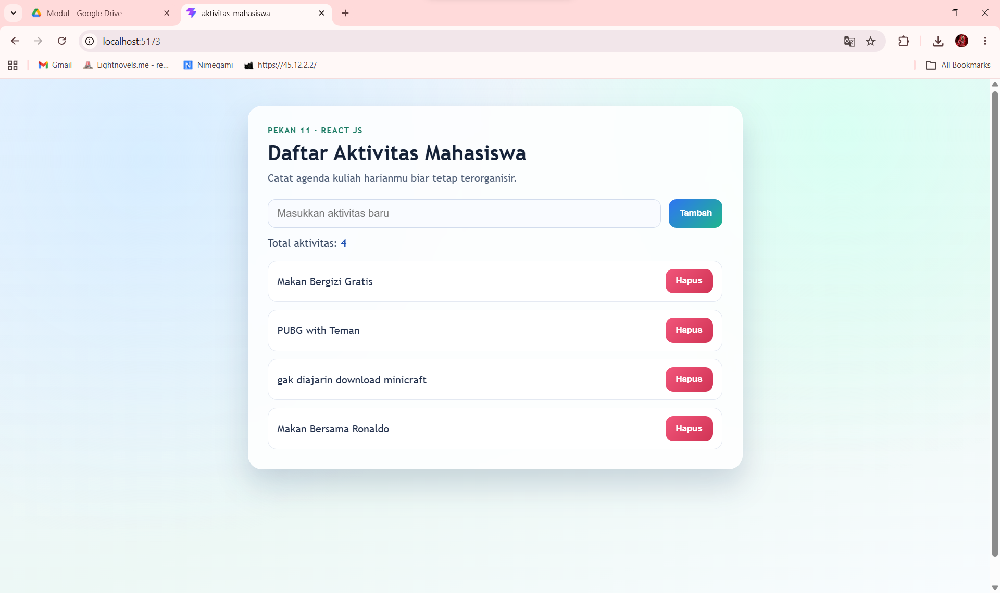 Modul - Google Drive
aktivitas-mahasiswa
localhost:5173
Gmail
Lightnovels.me - re...
Nimegami
https://45.12.2.2/
All Bookmarks
PEKAN 11 · REACT JS
Daftar Aktivitas Mahasiswa
Catat agenda kuliah harianmu biar tetap terorganisir.
Masukkan aktivitas baru
Tambah
Total aktivitas: 4
Makan Bergizi Gratis
Hapus
PUBG with Teman
Hapus
gak diajarin download minicraft
Hapus
Makan Bersama Ronaldo
Hapus